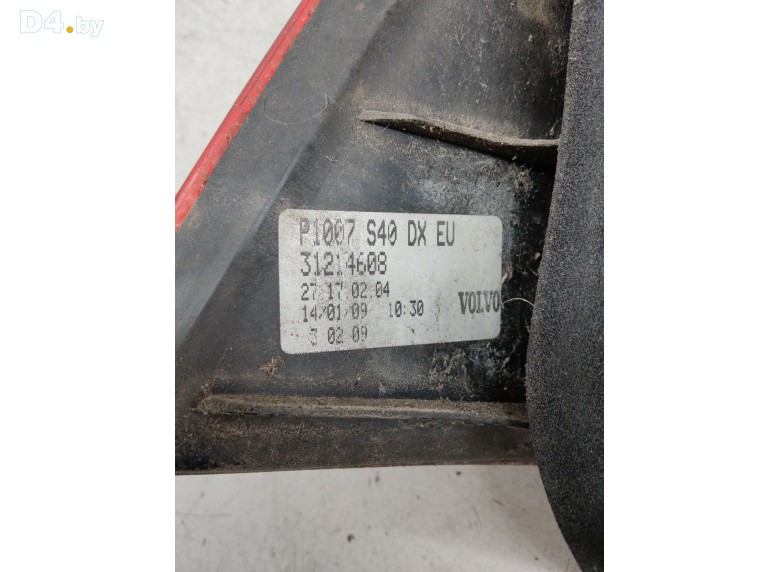 D4.by
P1007 S40 DX EU
31214608
27 17.02.04
14/01/09 10:30 VOLVO
3 02 09